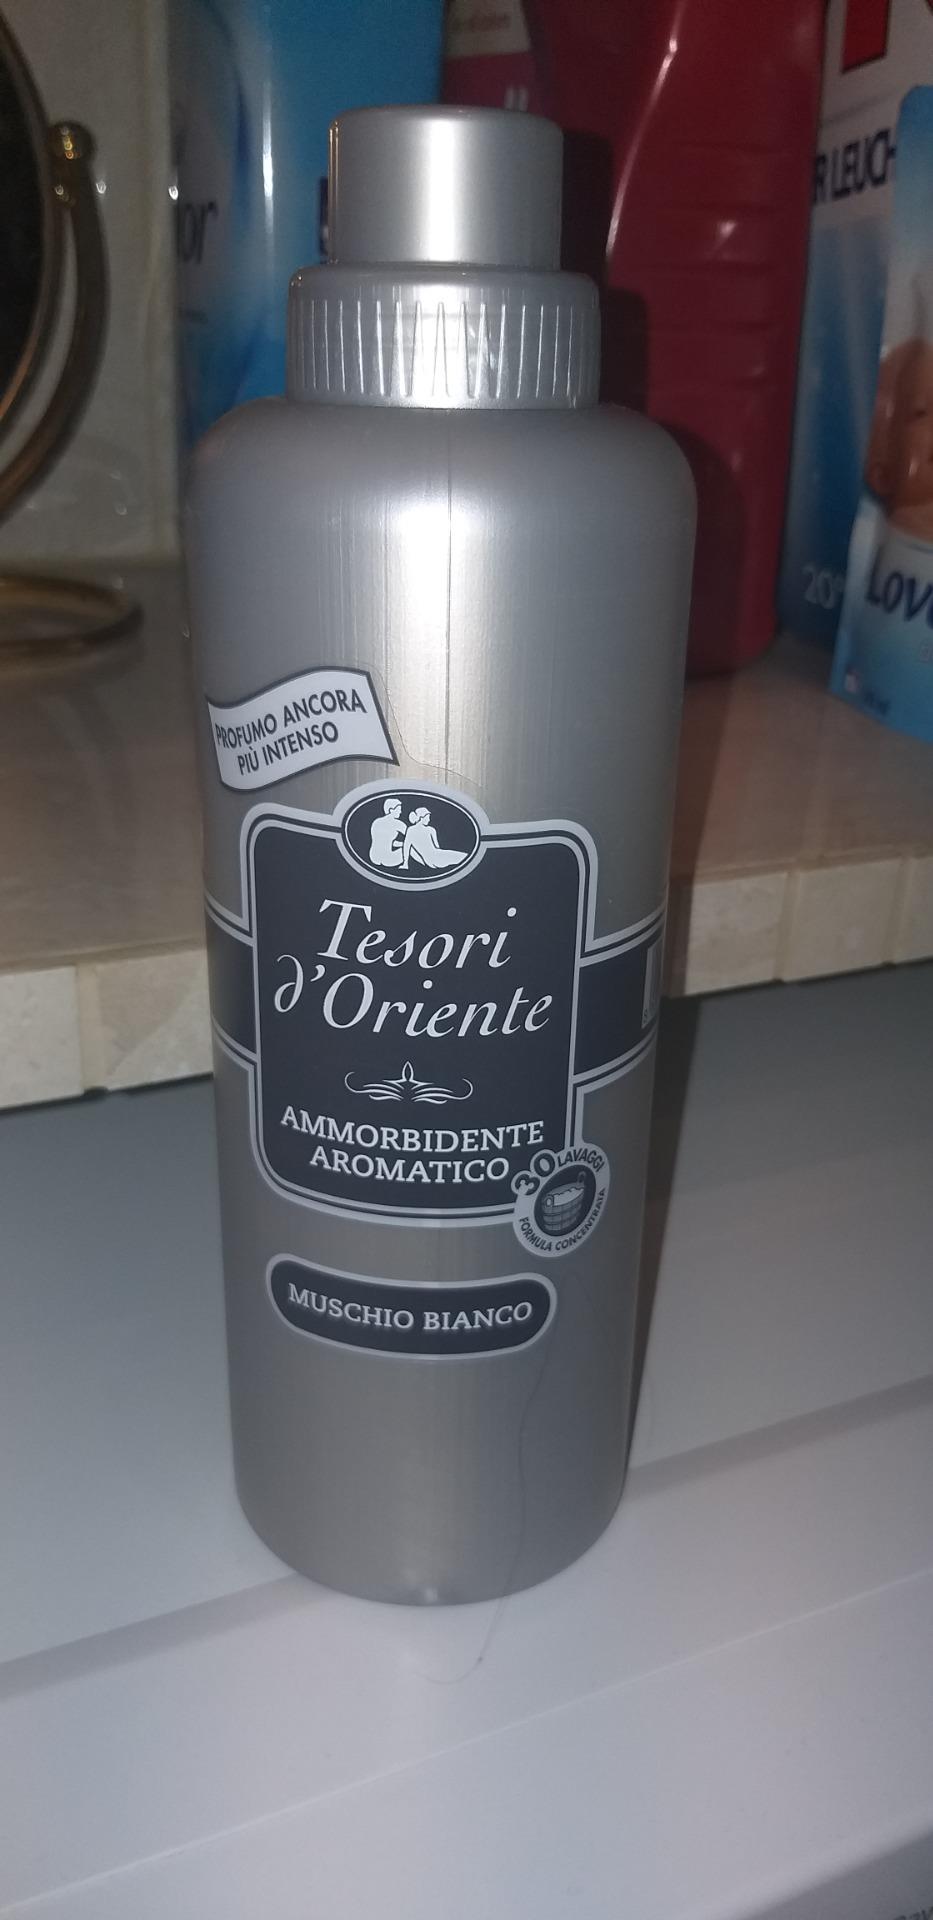 PROFUMO ANCORA
PIÙ INTENSO
Tesori
d'Oriente
AMMORBIDENTE
AROMATICO
30 LAVAGGI
FORMULA CONCENTRATA
MUSCHIO BIANCO